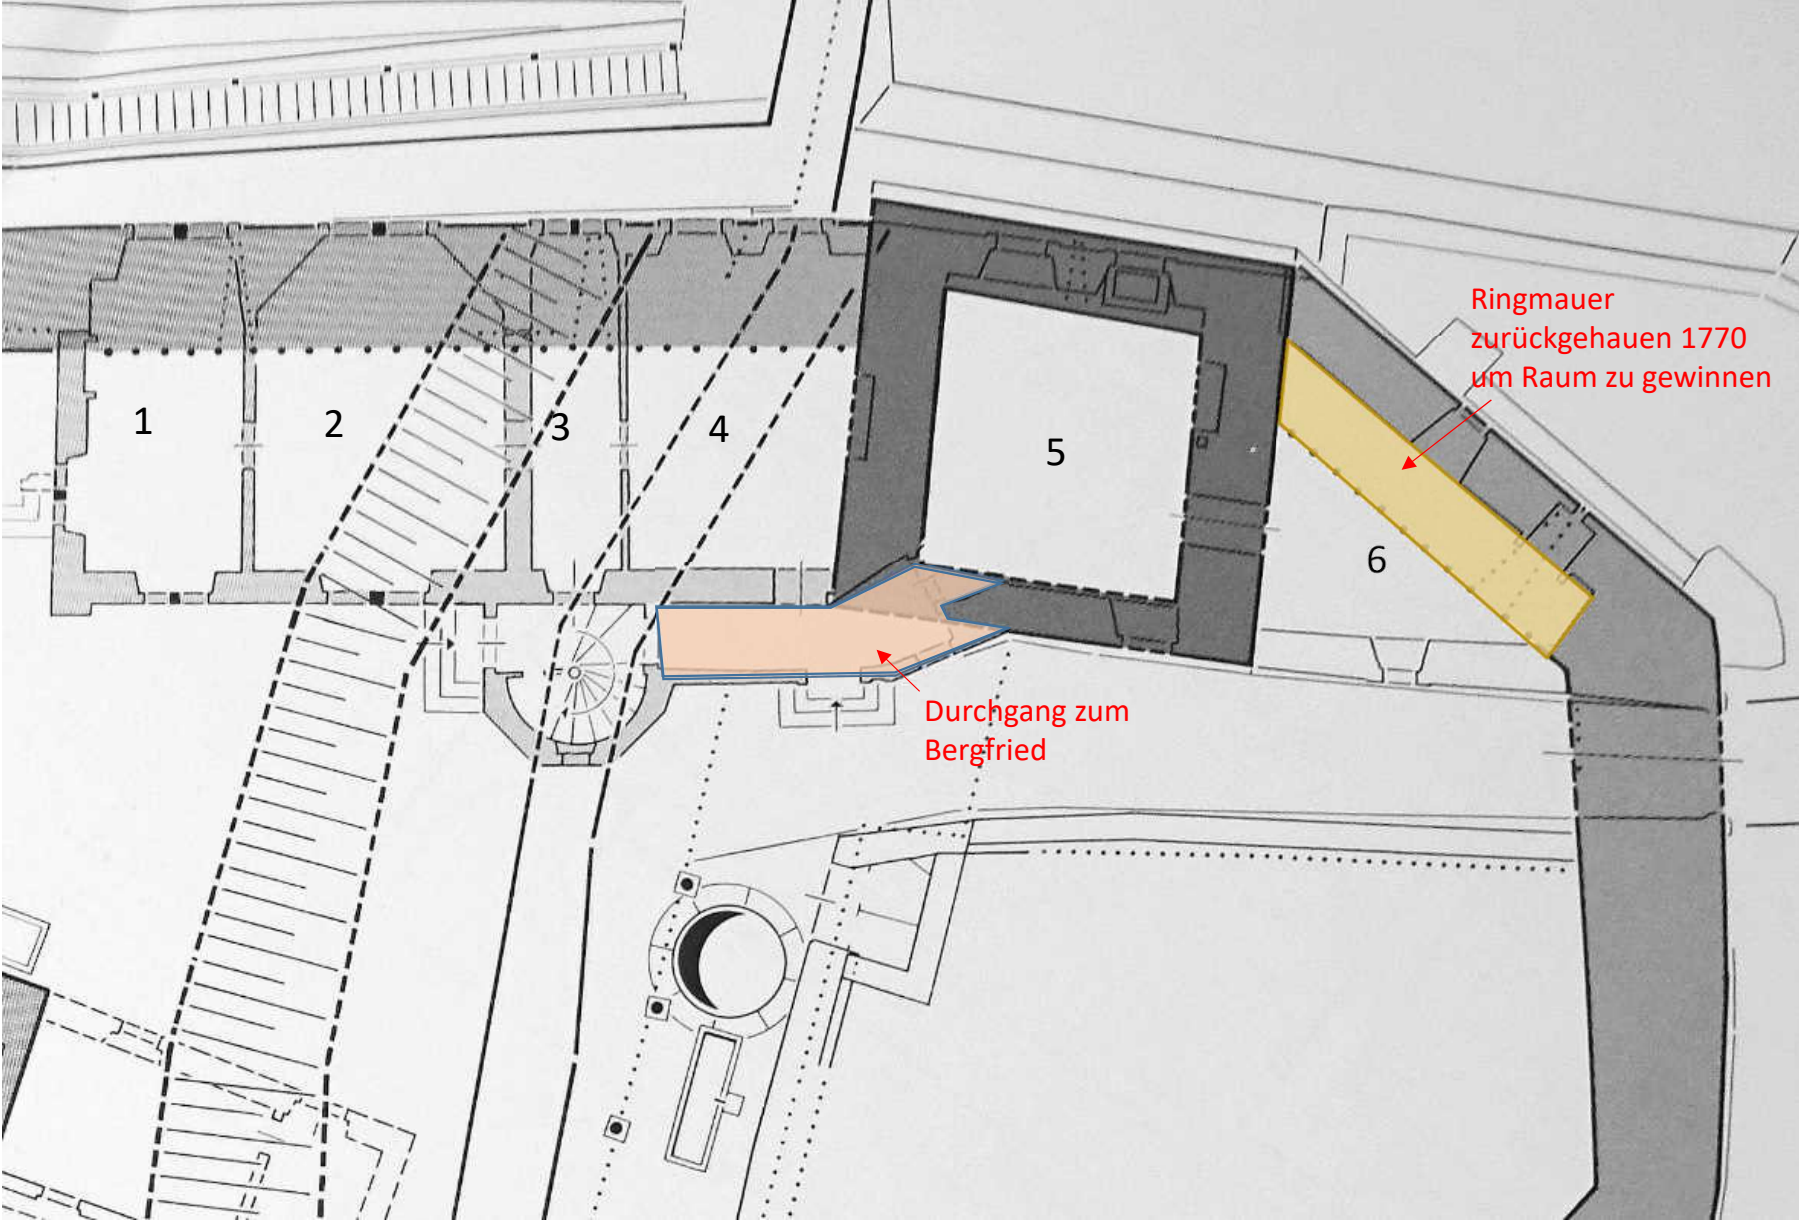 Ringmauer
zurückgehauen 1770
um Raum zu gewinnen
1
2
3
4
5
6
Durchgang zum
Bergfried